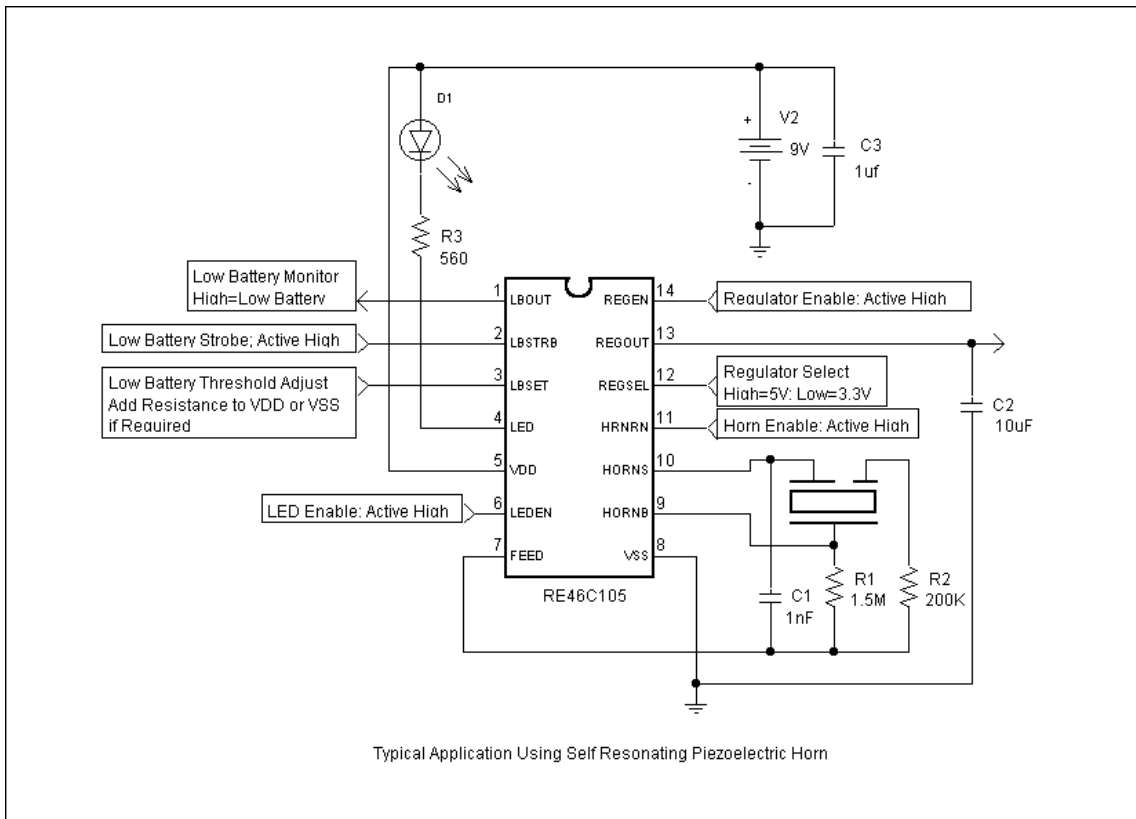 D1
+
V2
9V
-
C3
1uf
R3
560
Low Battery Monitor
High=Low Battery
1
LBOUT
REGEN
14
Regulator Enable: Active High
Low Battery Strobe; Active High
2
LBSTRB
REGOUT
13
Low Battery Threshold Adjust
Add Resistance to VDD or VSS
if Required
3
LBSET
REGSEL
12
Regulator Select
High=5V: Low=3.3V
C2
10uF
4
LED
HRNRN
11
Horn Enable: Active High
5
VDD
HORNS
10
LED Enable: Active High
6
LEDEN
HORNB
9
7
FEED
VSS
8
RE46C105
C1
1nF
R1
1.5M
R2
200K
Typical Application Using Self Resonating Piezoelectric Horn